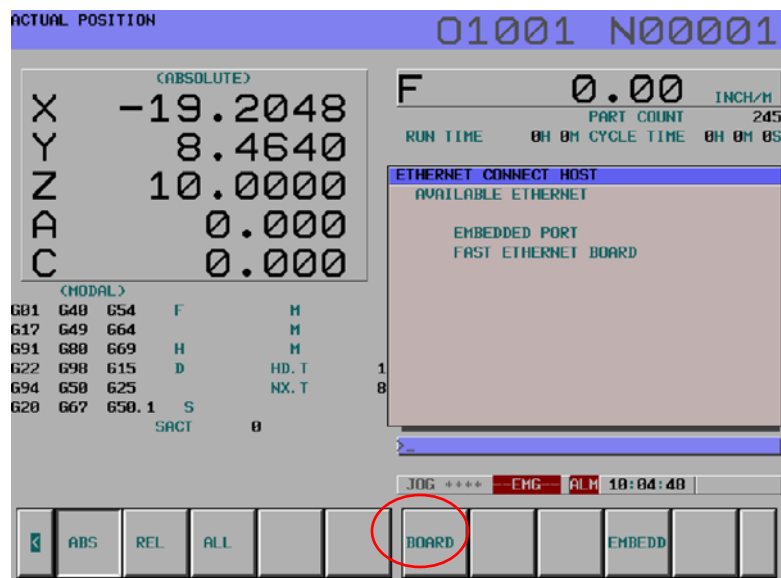 ACTUAL POSITION
O1001 N00001
(ABSOLUTE)
X -19.2048
Y 8.4640
Z 10.0000
A 0.000
C 0.000
F 0.00 INCH/M
PART COUNT 245
RUN TIME 0H 0M CYCLE TIME 0H 0M 0S
ETHERNET CONNECT HOST
AVAILABLE ETHERNET
EMBEDDED PORT
FAST ETHERNET BOARD
(MODAL)
G01 G40 G54 F M
G17 G49 G64 M
G91 G80 G69 H M
G22 G98 G15 D HD.T 1
G94 G50 G25 NX.T 8
G20 G67 G50.1 S
SACT 0
>_
JOG **** --EMG-- ALM 10:04:48
< ABS REL ALL BOARD EMBEDD